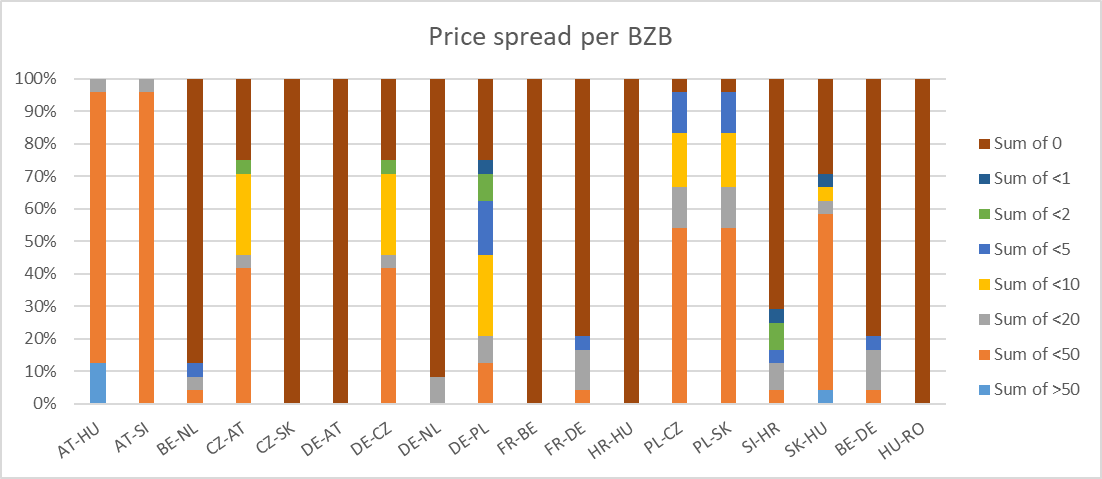 Price spread per BZB
100%
90%
80%
70%
60%
50%
40%
30%
20%
10%
0%
AT-HU
AT-SI
BE-NL
CZ-AT
CZ-SK
DE-AT
DE-CZ
DE-NL
DE-PL
FR-BE
FR-DE
HR-HU
PL-CZ
PL-SK
SI-HR
SK-HU
BE-DE
HU-RO
Sum of 0
Sum of <1
Sum of <2
Sum of <5
Sum of <10
Sum of <20
Sum of <50
Sum of >50